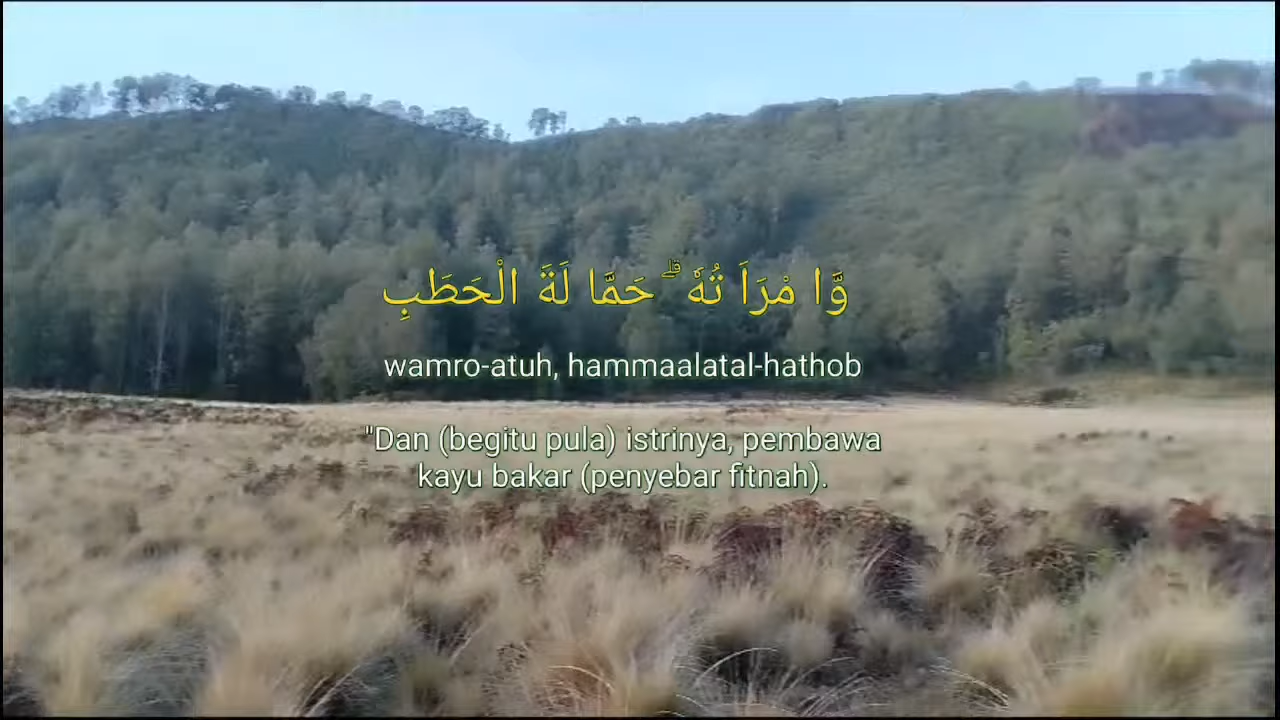 وَّا مْرَاَ تُهٗ ۗ حَمَّا لَةَ الْحَطَبِ
wamro-atuh, hammaalatal-hathob
"Dan (begitu pula) istrinya, pembawa
kayu bakar (penyebar fitnah).